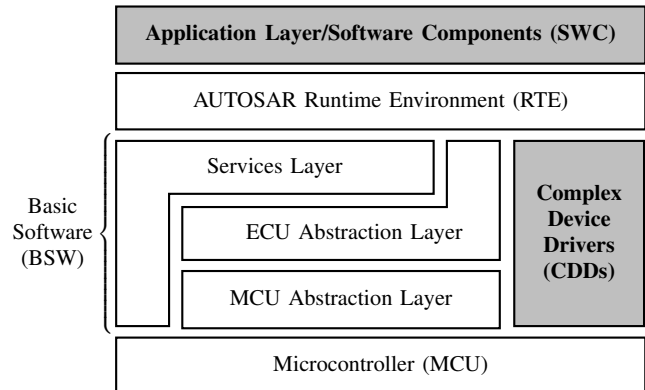 Application Layer/Software Components (SWC)
AUTOSAR Runtime Environment (RTE)
Services Layer
Basic
Software
(BSW)
ECU Abstraction Layer
MCU Abstraction Layer
Complex
Device
Drivers
(CDDs)
Microcontroller (MCU)